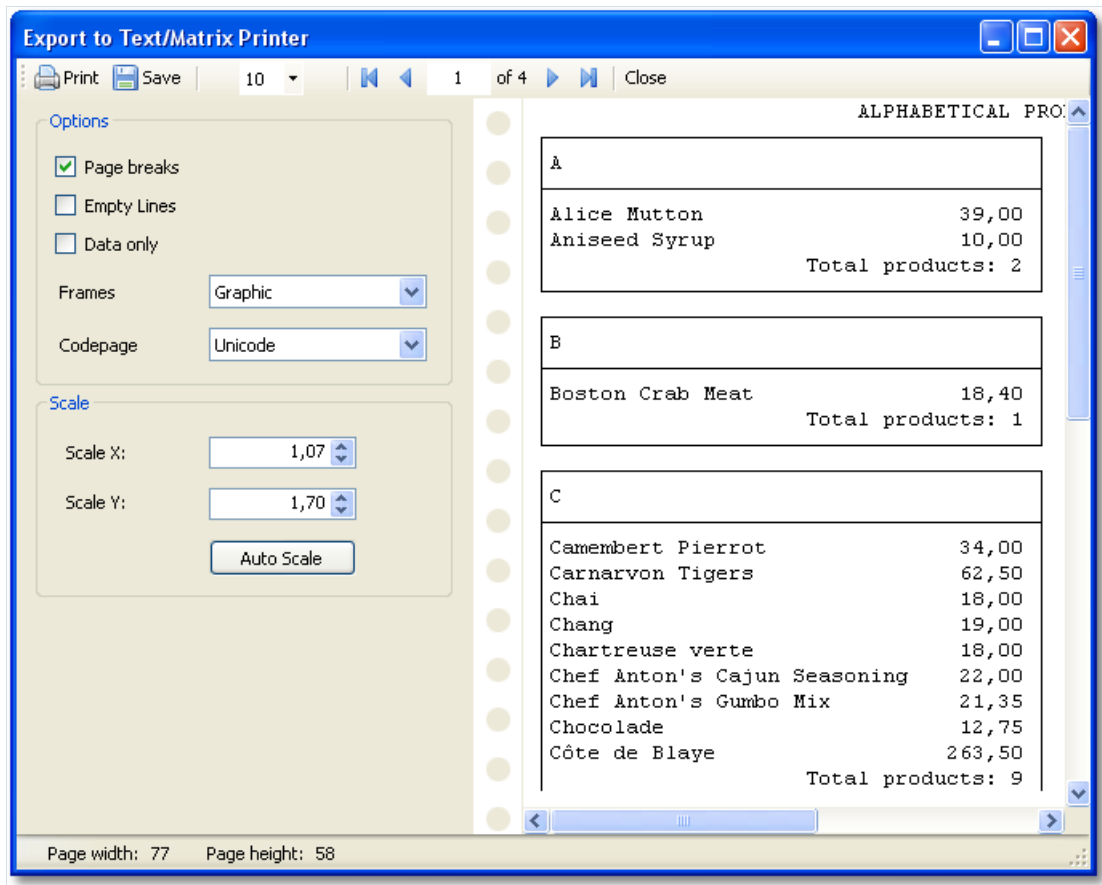 Export to Text/Matrix Printer
Print Save 10 1 of 4 Close
Options
Page breaks
Empty Lines
Data only
Frames Graphic
Codepage Unicode
Scale
Scale X: 1,07
Scale Y: 1,70
Auto Scale
ALPHABETICAL
A
Alice Mutton 39,00
Aniseed Syrup 10,00
Total products: 2
B
Boston Crab Meat 18,40
Total products: 1
C
Camembert Pierrot 34,00
Carnarvon Tigers 62,50
Chai 18,00
Chang 19,00
Chartreuse verte 18,00
Chef Anton's Cajun Seasoning 22,00
Chef Anton's Gumbo Mix 21,35
Chocolade 12,75
Côte de Blaye 263,50
Total products: 9
Page width: 77 Page height: 58